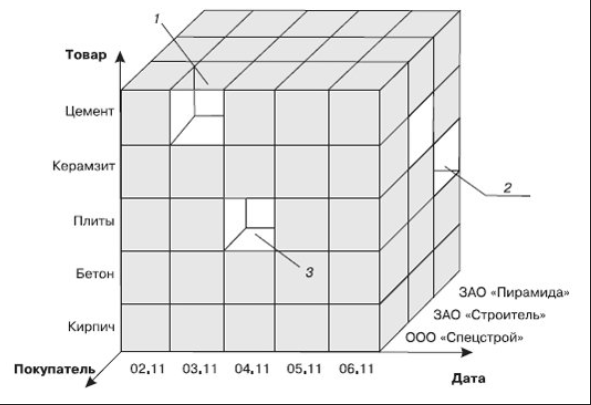 1
Товар
Цемент
Керамзит
2
Плиты
3
Бетон
ЗАО «Пирамида»
ЗАО «Строитель»
Кирпич
ООО «Спецстрой»
Покупатель
02.11 03.11 04.11 05.11 06.11
Дата